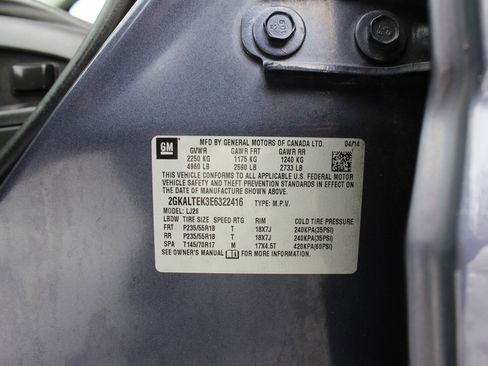 GM
MFD BY GENERAL MOTORS OF CANADA LTD. 04/14
GVWR GAWR FRT GAWR RR
2250 KG 1175 KG 1240 KG
4960 LB 2590 LB 2733 LB
THIS VEHICLE CONFORMS TO ALL APPLICABLE U.S. FEDERAL MOTOR
VEHICLE SAFETY AND THEFT PREVENTION STANDARDS IN
EFFECT ON THE DATE OF MANUFACTURE SHOWN ABOVE.
2GKALTEK3E6322416 TYPE: M.P.V.
MODEL: LJ26
LBDW TIRE SIZE SPEED RTG RIM COLD TIRE PRESSURE
FRT P235/55R18 T 18X7J 240KPA(35PSI)
RR P235/55R18 T 18X7J 240KPA(35PSI)
SPA T145/70R17 M 17X4.5T 420KPA(60PSI)
SEE OWNER'S MANUAL FOR MORE INFORMATION.